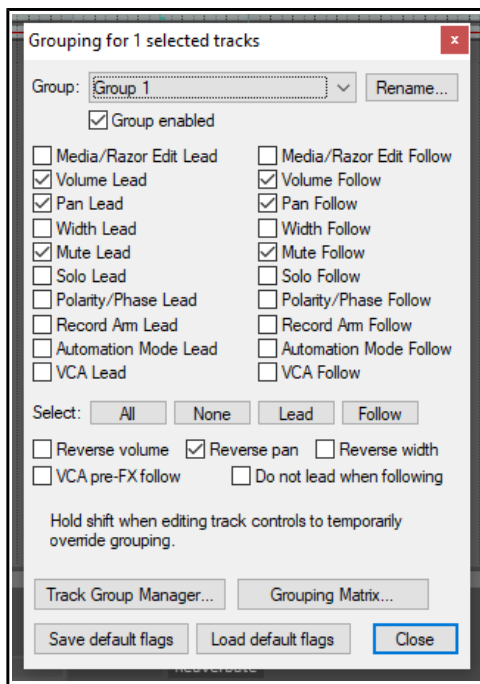 Grouping for 1 selected tracks x
Group: Group 1 Rename...
Group enabled
Media/Razor Edit Lead Media/Razor Edit Follow
Volume Lead Volume Follow
Pan Lead Pan Follow
Width Lead Width Follow
Mute Lead Mute Follow
Solo Lead Solo Follow
Polarity/Phase Lead Polarity/Phase Follow
Record Arm Lead Record Arm Follow
Automation Mode Lead Automation Mode Follow
VCA Lead VCA Follow
Select: All None Lead Follow
Reverse volume Reverse pan Reverse width
VCA pre-FX follow Do not lead when following
Hold shift when editing track controls to temporarily
override grouping.
Track Group Manager... Grouping Matrix...
Save default flags Load default flags Close